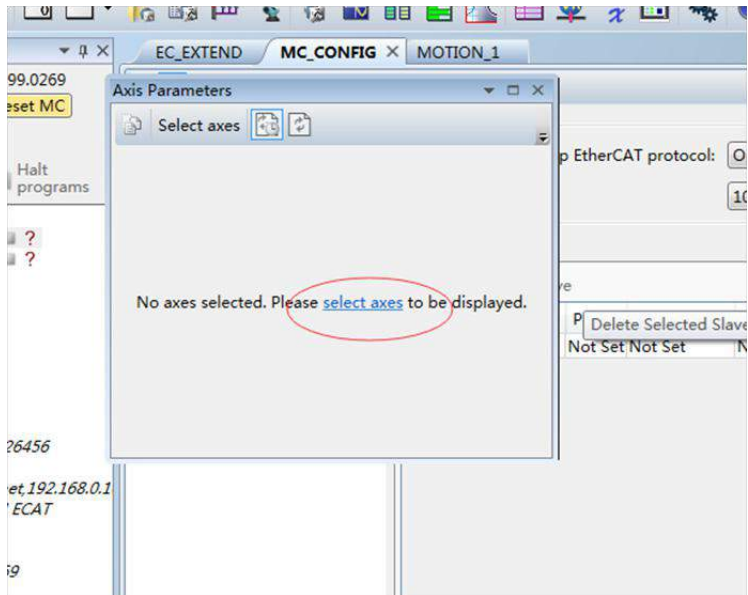 0
EC_EXTEND MC_CONFIG × MOTION_1
99.0269
eset MC
Axis Parameters
Select axes
p EtherCAT protocol:
Halt
programs
10
?
?
No axes selected. Please select axes to be displayed.
Delete Selected Slave
Not Set Not Set N
26456
et,192.168.0.1
ECAT